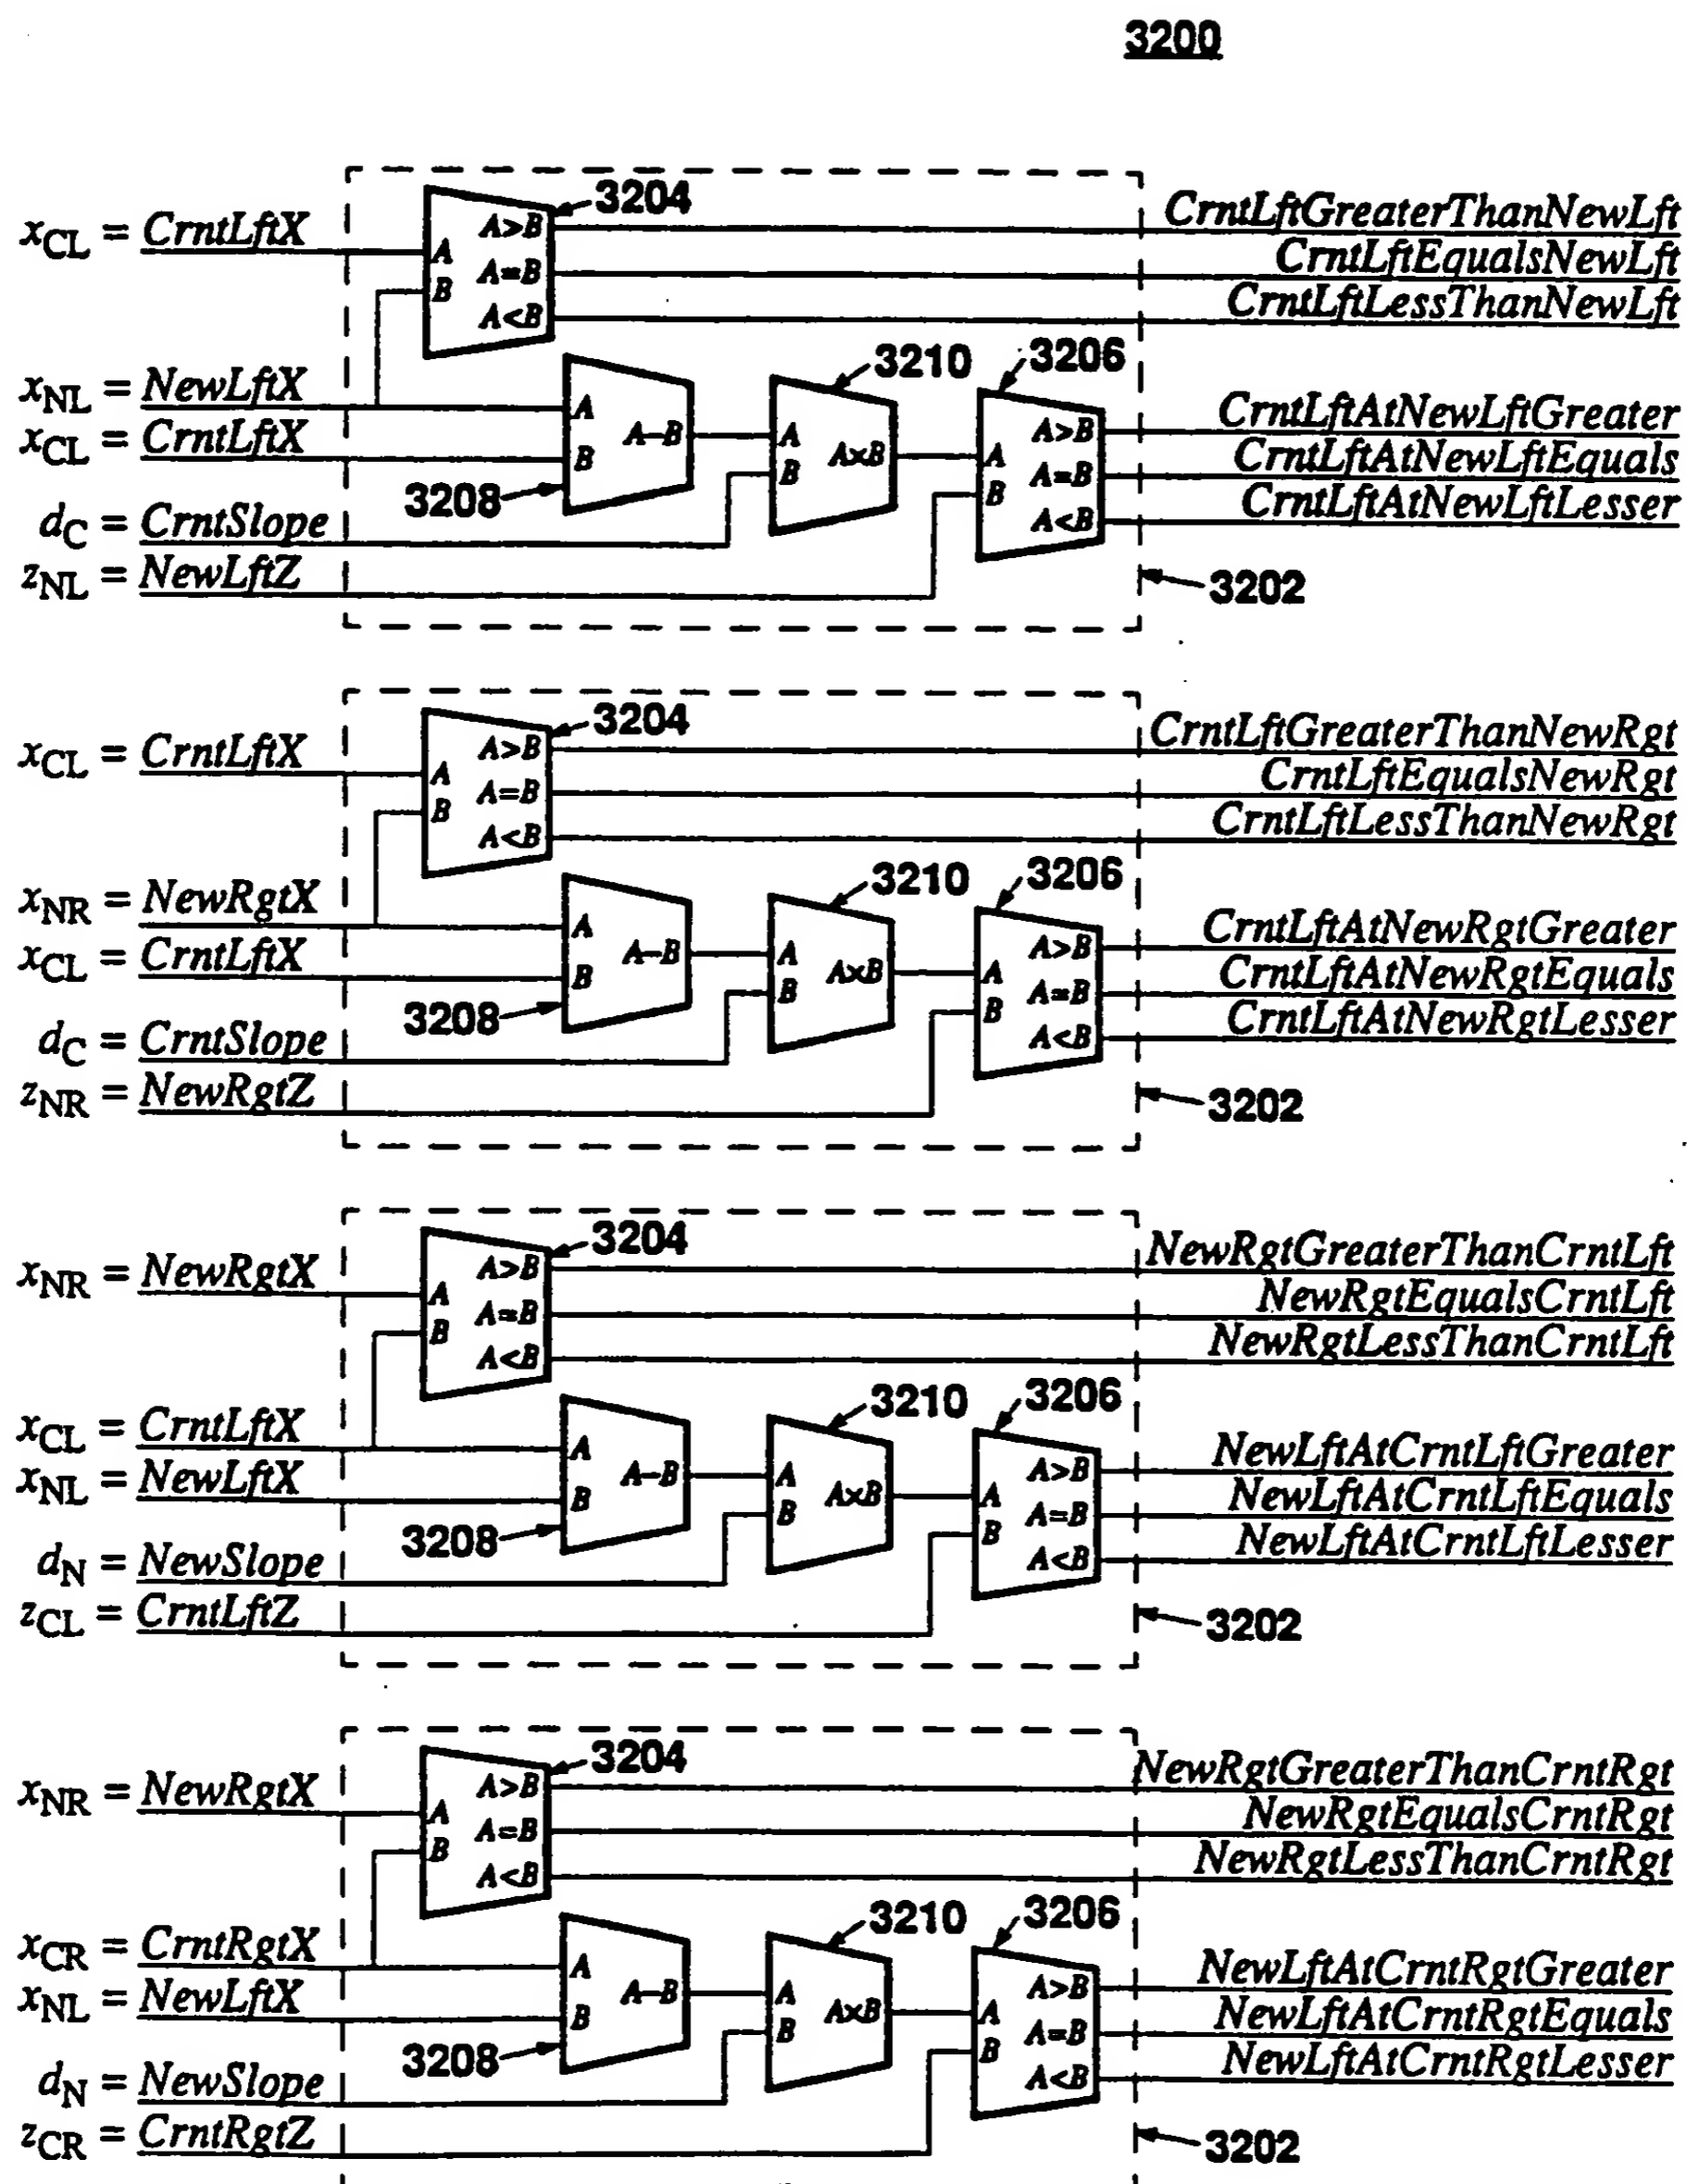 3200
3204
x_CL = CrntLftX
A
B
A>B
A=B
A<B
CrntLftGreaterThanNewLft
CrntLftEqualsNewLft
CrntLftLessThanNewLft
x_NL = NewLftX
x_CL = CrntLftX
d_C = CrntSlope
z_NL = NewLftZ
A
B
A–B
3208
3210
A
B
A×B
3206
A
B
A>B
A=B
A<B
CrntLftAtNewLftGreater
CrntLftAtNewLftEquals
CrntLftAtNewLftLesser
3202
3204
x_CL = CrntLftX
A
B
A>B
A=B
A<B
CrntLftGreaterThanNewRgt
CrntLftEqualsNewRgt
CrntLftLessThanNewRgt
x_NR = NewRgtX
x_CL = CrntLftX
d_C = CrntSlope
z_NR = NewRgtZ
A
B
A–B
3208
3210
A
B
A×B
3206
A
B
A>B
A=B
A<B
CrntLftAtNewRgtGreater
CrntLftAtNewRgtEquals
CrntLftAtNewRgtLesser
3202
3204
x_NR = NewRgtX
A
B
A>B
A=B
A<B
NewRgtGreaterThanCrntLft
NewRgtEqualsCrntLft
NewRgtLessThanCrntLft
x_CL = CrntLftX
x_NL = NewLftX
d_N = NewSlope
z_CL = CrntLftZ
A
B
A–B
3208
3210
A
B
A×B
3206
A
B
A>B
A=B
A<B
NewLftAtCrntLftGreater
NewLftAtCrntLftEquals
NewLftAtCrntLftLesser
3202
3204
x_NR = NewRgtX
A
B
A>B
A=B
A<B
NewRgtGreaterThanCrntRgt
NewRgtEqualsCrntRgt
NewRgtLessThanCrntRgt
x_CR = CrntRgtX
x_NL = NewLftX
d_N = NewSlope
z_CR = CrntRgtZ
A
B
A–B
3208
3210
A
B
A×B
3206
A
B
A>B
A=B
A<B
NewLftAtCrntRgtGreater
NewLftAtCrntRgtEquals
NewLftAtCrntRgtLesser
3202